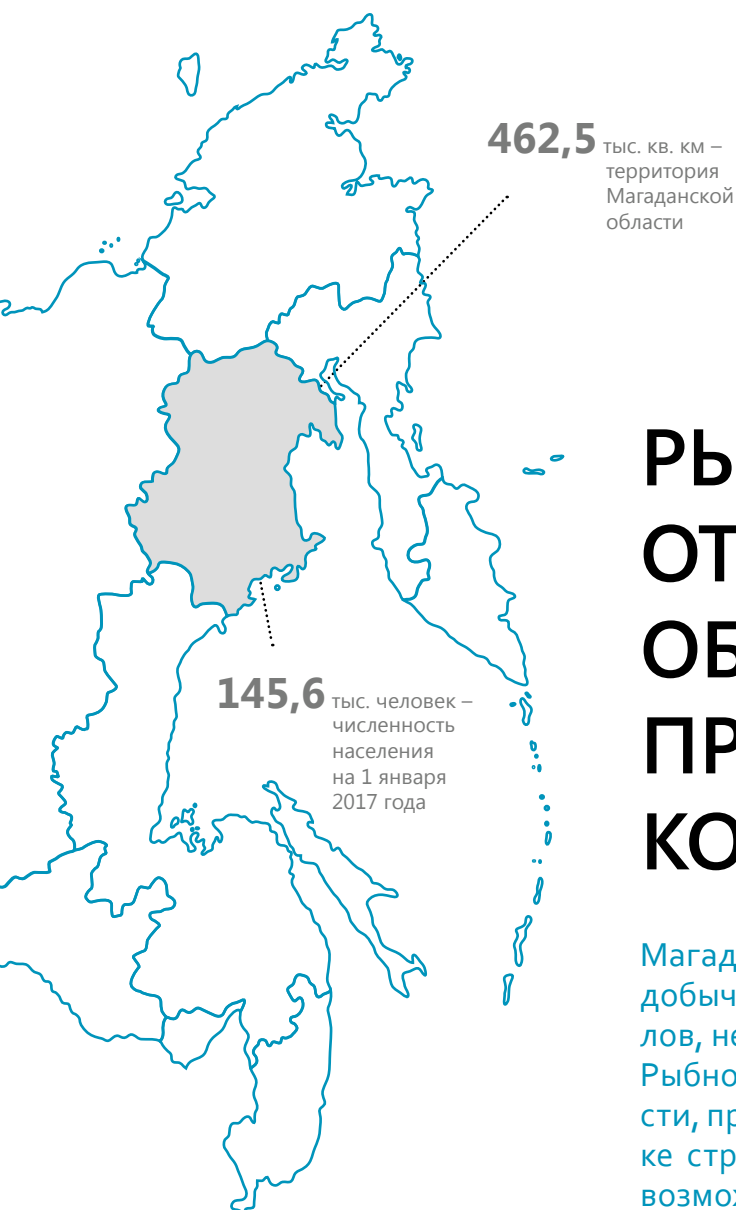 462,5 тыс. кв. км –
территория
Магаданской
области
145,6 тыс. человек –
численность
населения
на 1 января
2017 года
РЫ
ОТ
ОБ
ПР
КО
Магад
добыч
лов, не
Рыбно
сти, пр
ке стр
возмож